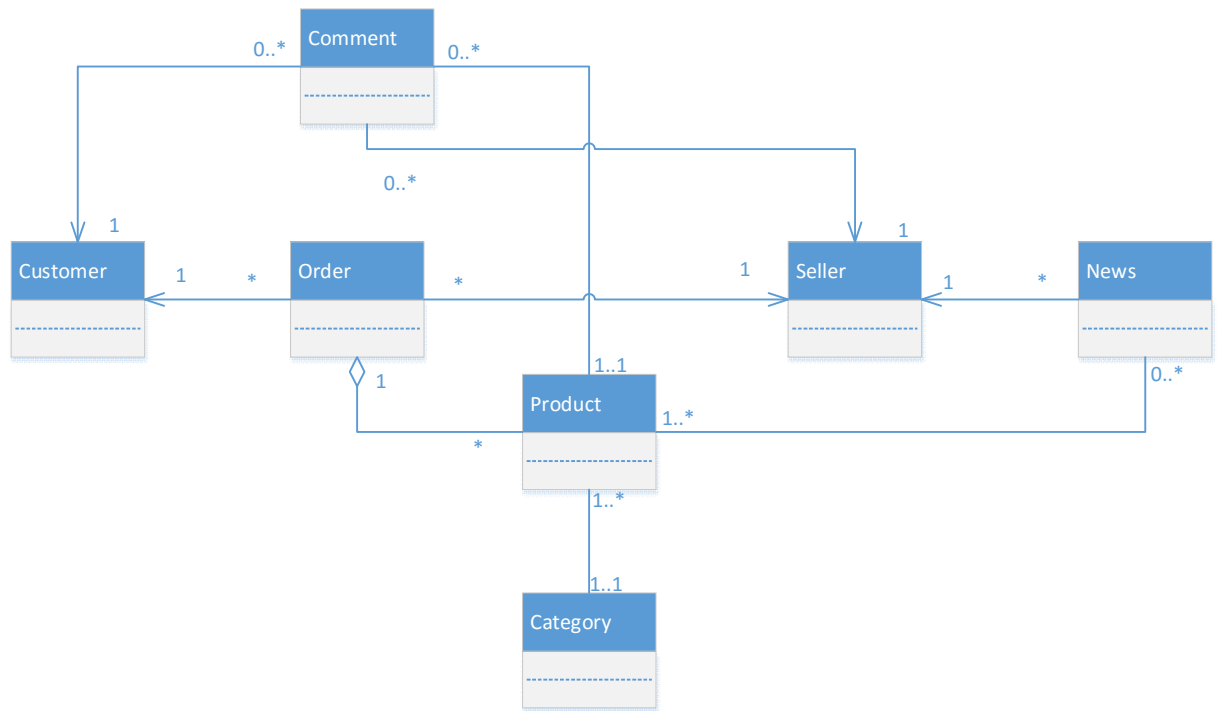 Comment
0..*
0..*
0..*
1
1
Customer
1
*
Order
*
1
Seller
1
*
News
1
1..1
0..*
Product
1..*
*
1..*
1..1
Category